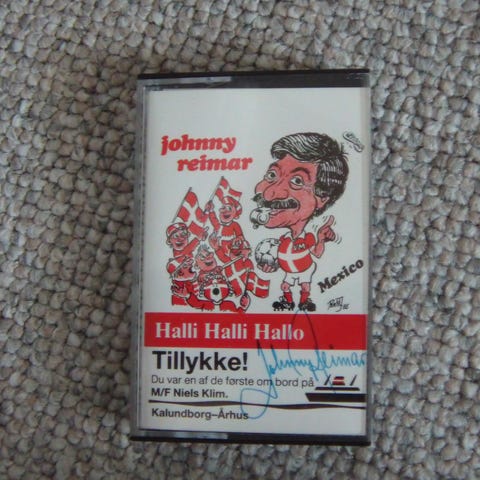 johnny
reimar
Mexico
Halli Halli Hallo
Tillykke!
Johnny Reimar
Du var en af de første om bord på
M/F Niels Klim.
Kalundborg–Århus